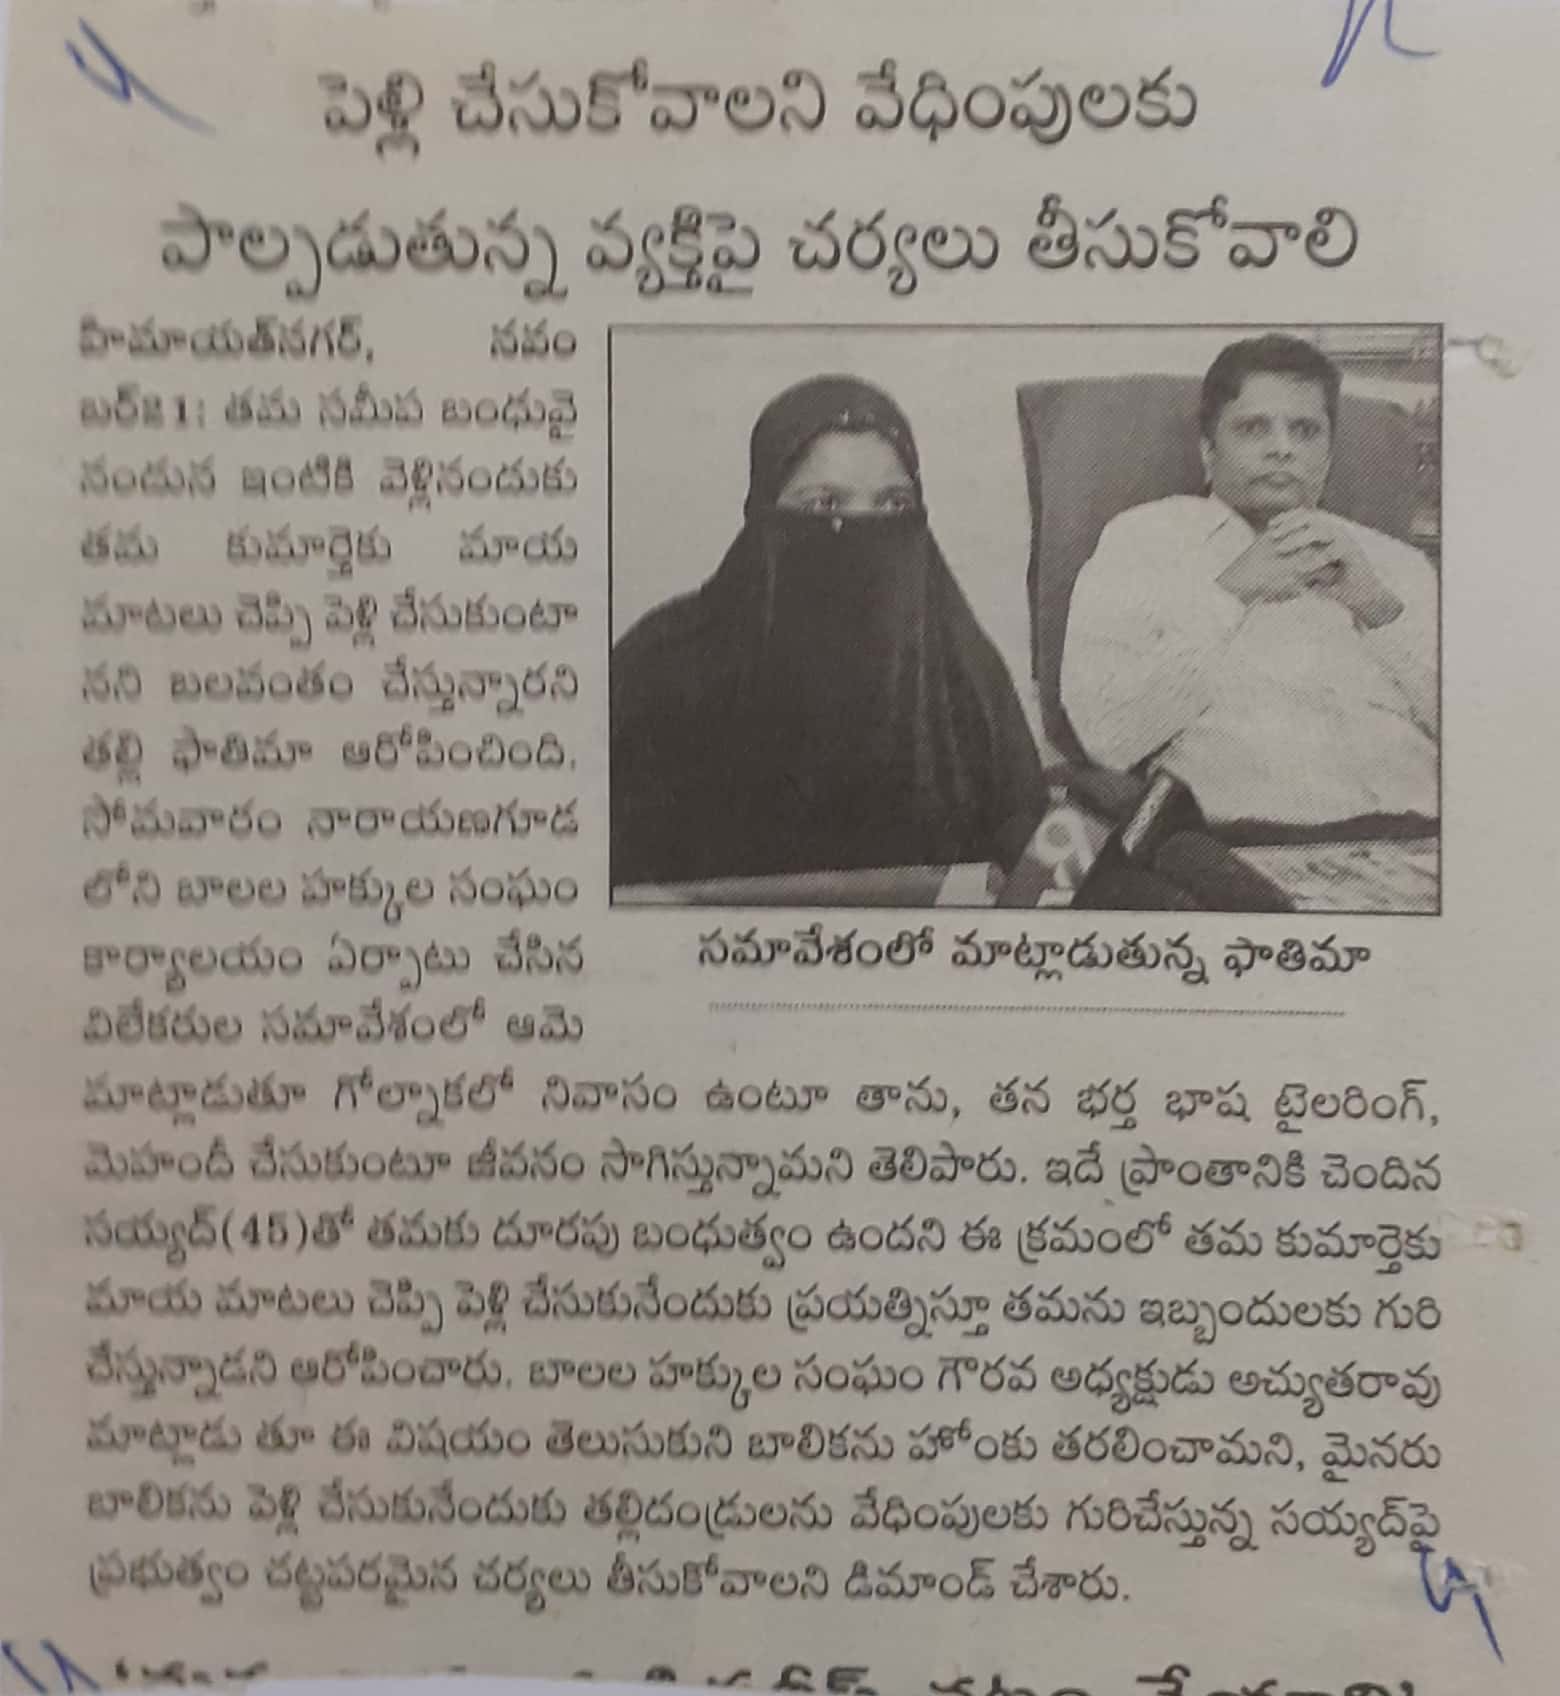 పెళ్లి చేసుకోవాలని వేధింపులకు
పాల్పడుతున్న వ్యక్తిపై చర్యలు తీసుకోవాలి
హిమాయత్‌నగర్, నవం
బర్21: తమ సమీప బంధువై
నందున ఇంటికి వెళ్లినందుకు
తమ కుమార్తెకు మాయ
మాటలు చెప్పి పెళ్లి చేసుకుంటా
నని బలవంతం చేస్తున్నారని
తల్లి ఫాతిమా ఆరోపించింది.
సోమవారం నారాయణగూడ
లోని బాలల హక్కుల సంఘం
కార్యాలయం ఏర్పాటు చేసిన
విలేకరుల సమావేశంలో ఆమె
సమావేశంలో మాట్లాడుతున్న ఫాతిమా
మాట్లాడుతూ గోల్నాకలో నివాసం ఉంటూ తాను, తన భర్త భాష టైలరింగ్,
మెహందీ చేసుకుంటూ జీవనం సాగిస్తున్నామని తెలిపారు. ఇదే ప్రాంతానికి చెందిన
సయ్యద్(45)తో తమకు దూరపు బంధుత్వం ఉందని ఈ క్రమంలో తమ కుమార్తెకు
మాయ మాటలు చెప్పి పెళ్లి చేసుకునేందుకు ప్రయత్నిస్తూ తమను ఇబ్బందులకు గురి
చేస్తున్నాడని ఆరోపించారు. బాలల హక్కుల సంఘం గౌరవ అధ్యక్షుడు అచ్యుతరావు
మాట్లాడు తూ ఈ విషయం తెలుసుకుని బాలికను హోంకు తరలించామని, మైనరు
బాలికను పెళ్లి చేసుకునేందుకు తల్లిదండ్రులను వేధింపులకు గురిచేస్తున్న సయ్యద్‌పై
ప్రభుత్వం చట్టపరమైన చర్యలు తీసుకోవాలని డిమాండ్ చేశారు.